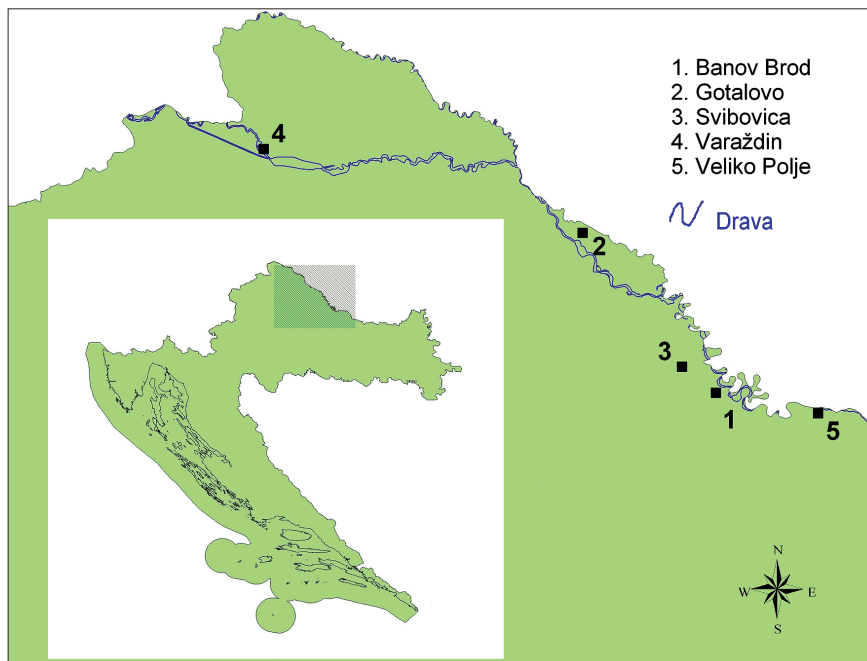 1. Banov Brod
2. Gotalovo
3. Svibovica
4. Varaždin
5. Veliko Polje
Drava
4
2
3
1
5
N
W E
S